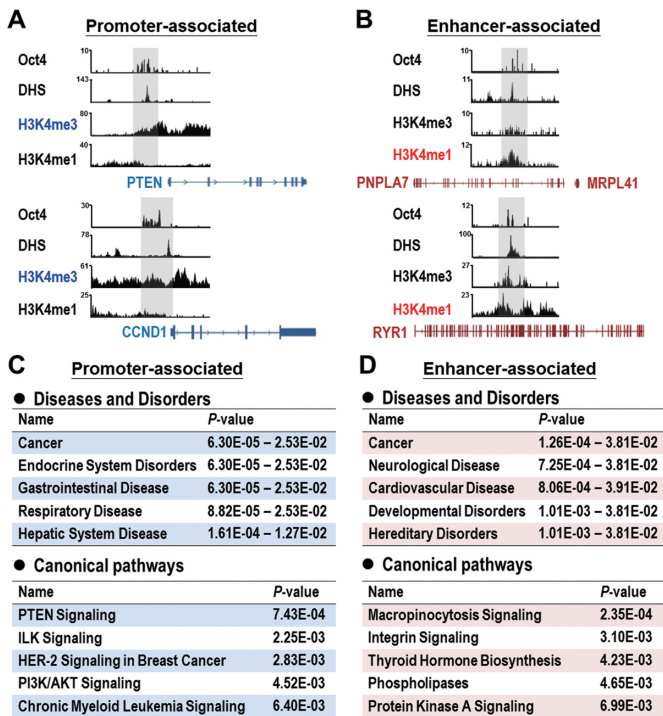 A
Promoter-associated
Oct4
10
DHS
143
H3K4me3
80
H3K4me1
40
PTEN
Oct4
30
DHS
78
H3K4me3
61
H3K4me1
25
CCND1
B
Enhancer-associated
Oct4
10
DHS
11
H3K4me3
10
H3K4me1
12
PNPLA7
MRPL41
Oct4
12
DHS
100
H3K4me3
27
H3K4me1
23
RYR1
C
Promoter-associated
● Diseases and Disorders
Name P-value
Cancer 6.30E-05 – 2.53E-02
Endocrine System Disorders 6.30E-05 – 2.53E-02
Gastrointestinal Disease 6.30E-05 – 2.53E-02
Respiratory Disease 8.82E-05 – 2.53E-02
Hepatic System Disease 1.61E-04 – 1.27E-02
● Canonical pathways
Name P-value
PTEN Signaling 7.43E-04
ILK Signaling 2.25E-03
HER-2 Signaling in Breast Cancer 2.83E-03
PI3K/AKT Signaling 4.52E-03
Chronic Myeloid Leukemia Signaling 6.40E-03
D
Enhancer-associated
● Diseases and Disorders
Name P-value
Cancer 1.26E-04 – 3.81E-02
Neurological Disease 7.25E-04 – 3.81E-02
Cardiovascular Disease 8.06E-04 – 3.91E-02
Developmental Disorders 1.01E-03 – 3.81E-02
Hereditary Disorders 1.01E-03 – 3.81E-02
● Canonical pathways
Name P-value
Macropinocytosis Signaling 2.35E-04
Integrin Signaling 3.10E-03
Thyroid Hormone Biosynthesis 4.23E-03
Phospholipases 4.65E-03
Protein Kinase A Signaling 6.99E-03